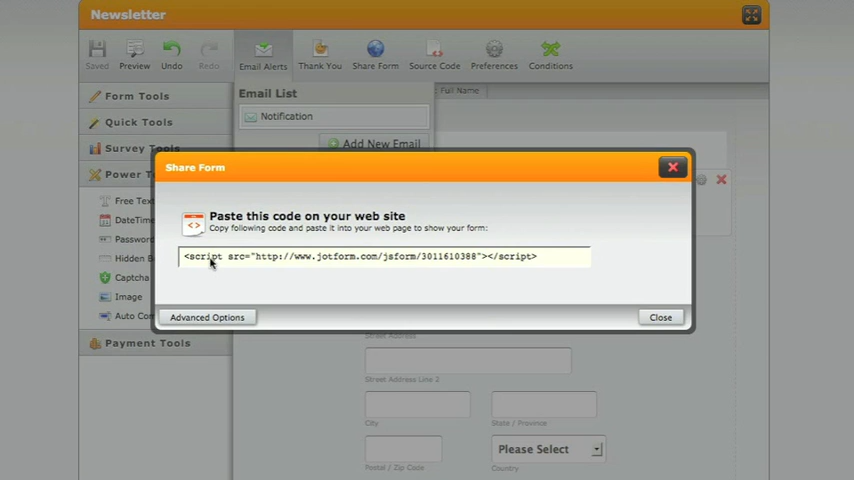 Newsletter
Saved
Preview
Undo
Redo
Email Alerts
Thank You
Share Form
Source Code
Preferences
Conditions
Form Tools
Quick Tools
Survey Tools
Power
Free Tex
DateTime
Password
Hidden B
Captcha
Image
Auto Com
Payment Tools
Email List
Notification
Add New Email
: Full Name
Share Form
Paste this code on your web site
Copy following code and paste it into your web page to show your form:
<script src="http://www.jotform.com/jsform/3011610388"></script>
Advanced Options
Close
Street Address
Street Address Line 2
City
State / Province
Please Select
Postal / Zip Code
Country